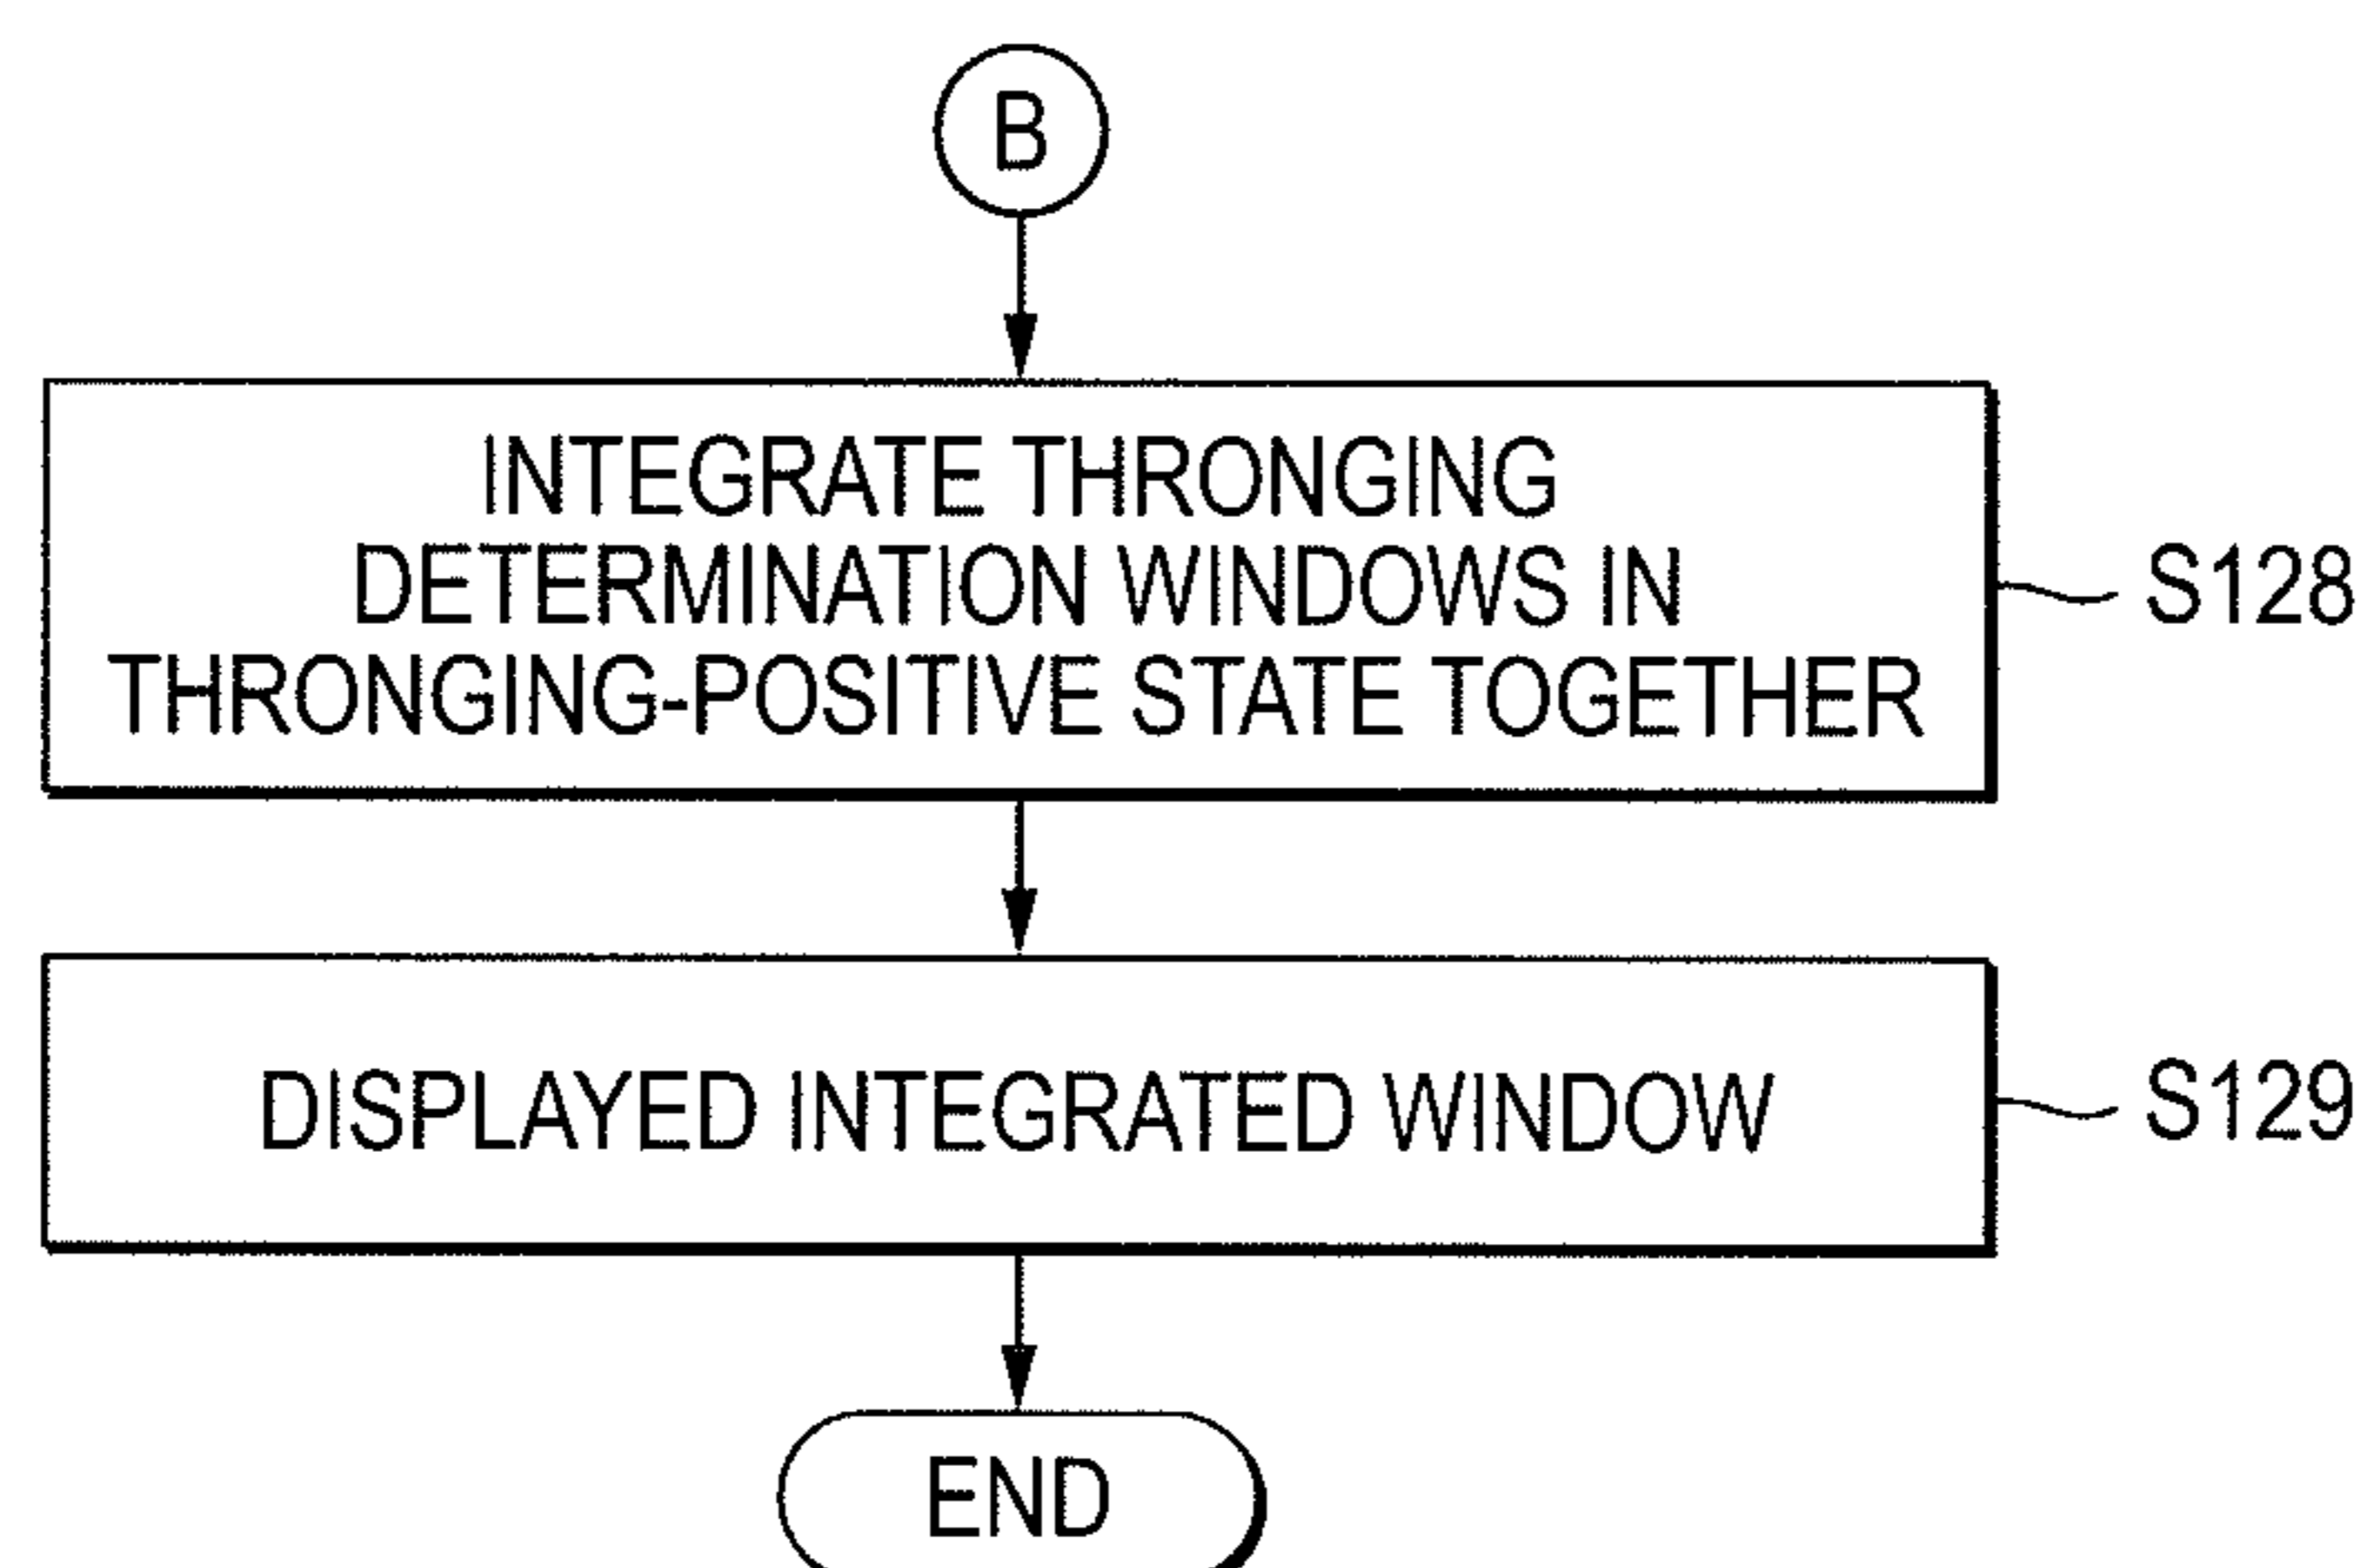 B
INTEGRATE THRONGING
DETERMINATION WINDOWS IN
THRONGING-POSITIVE STATE TOGETHER
S128
DISPLAYED INTEGRATED WINDOW
S129
END